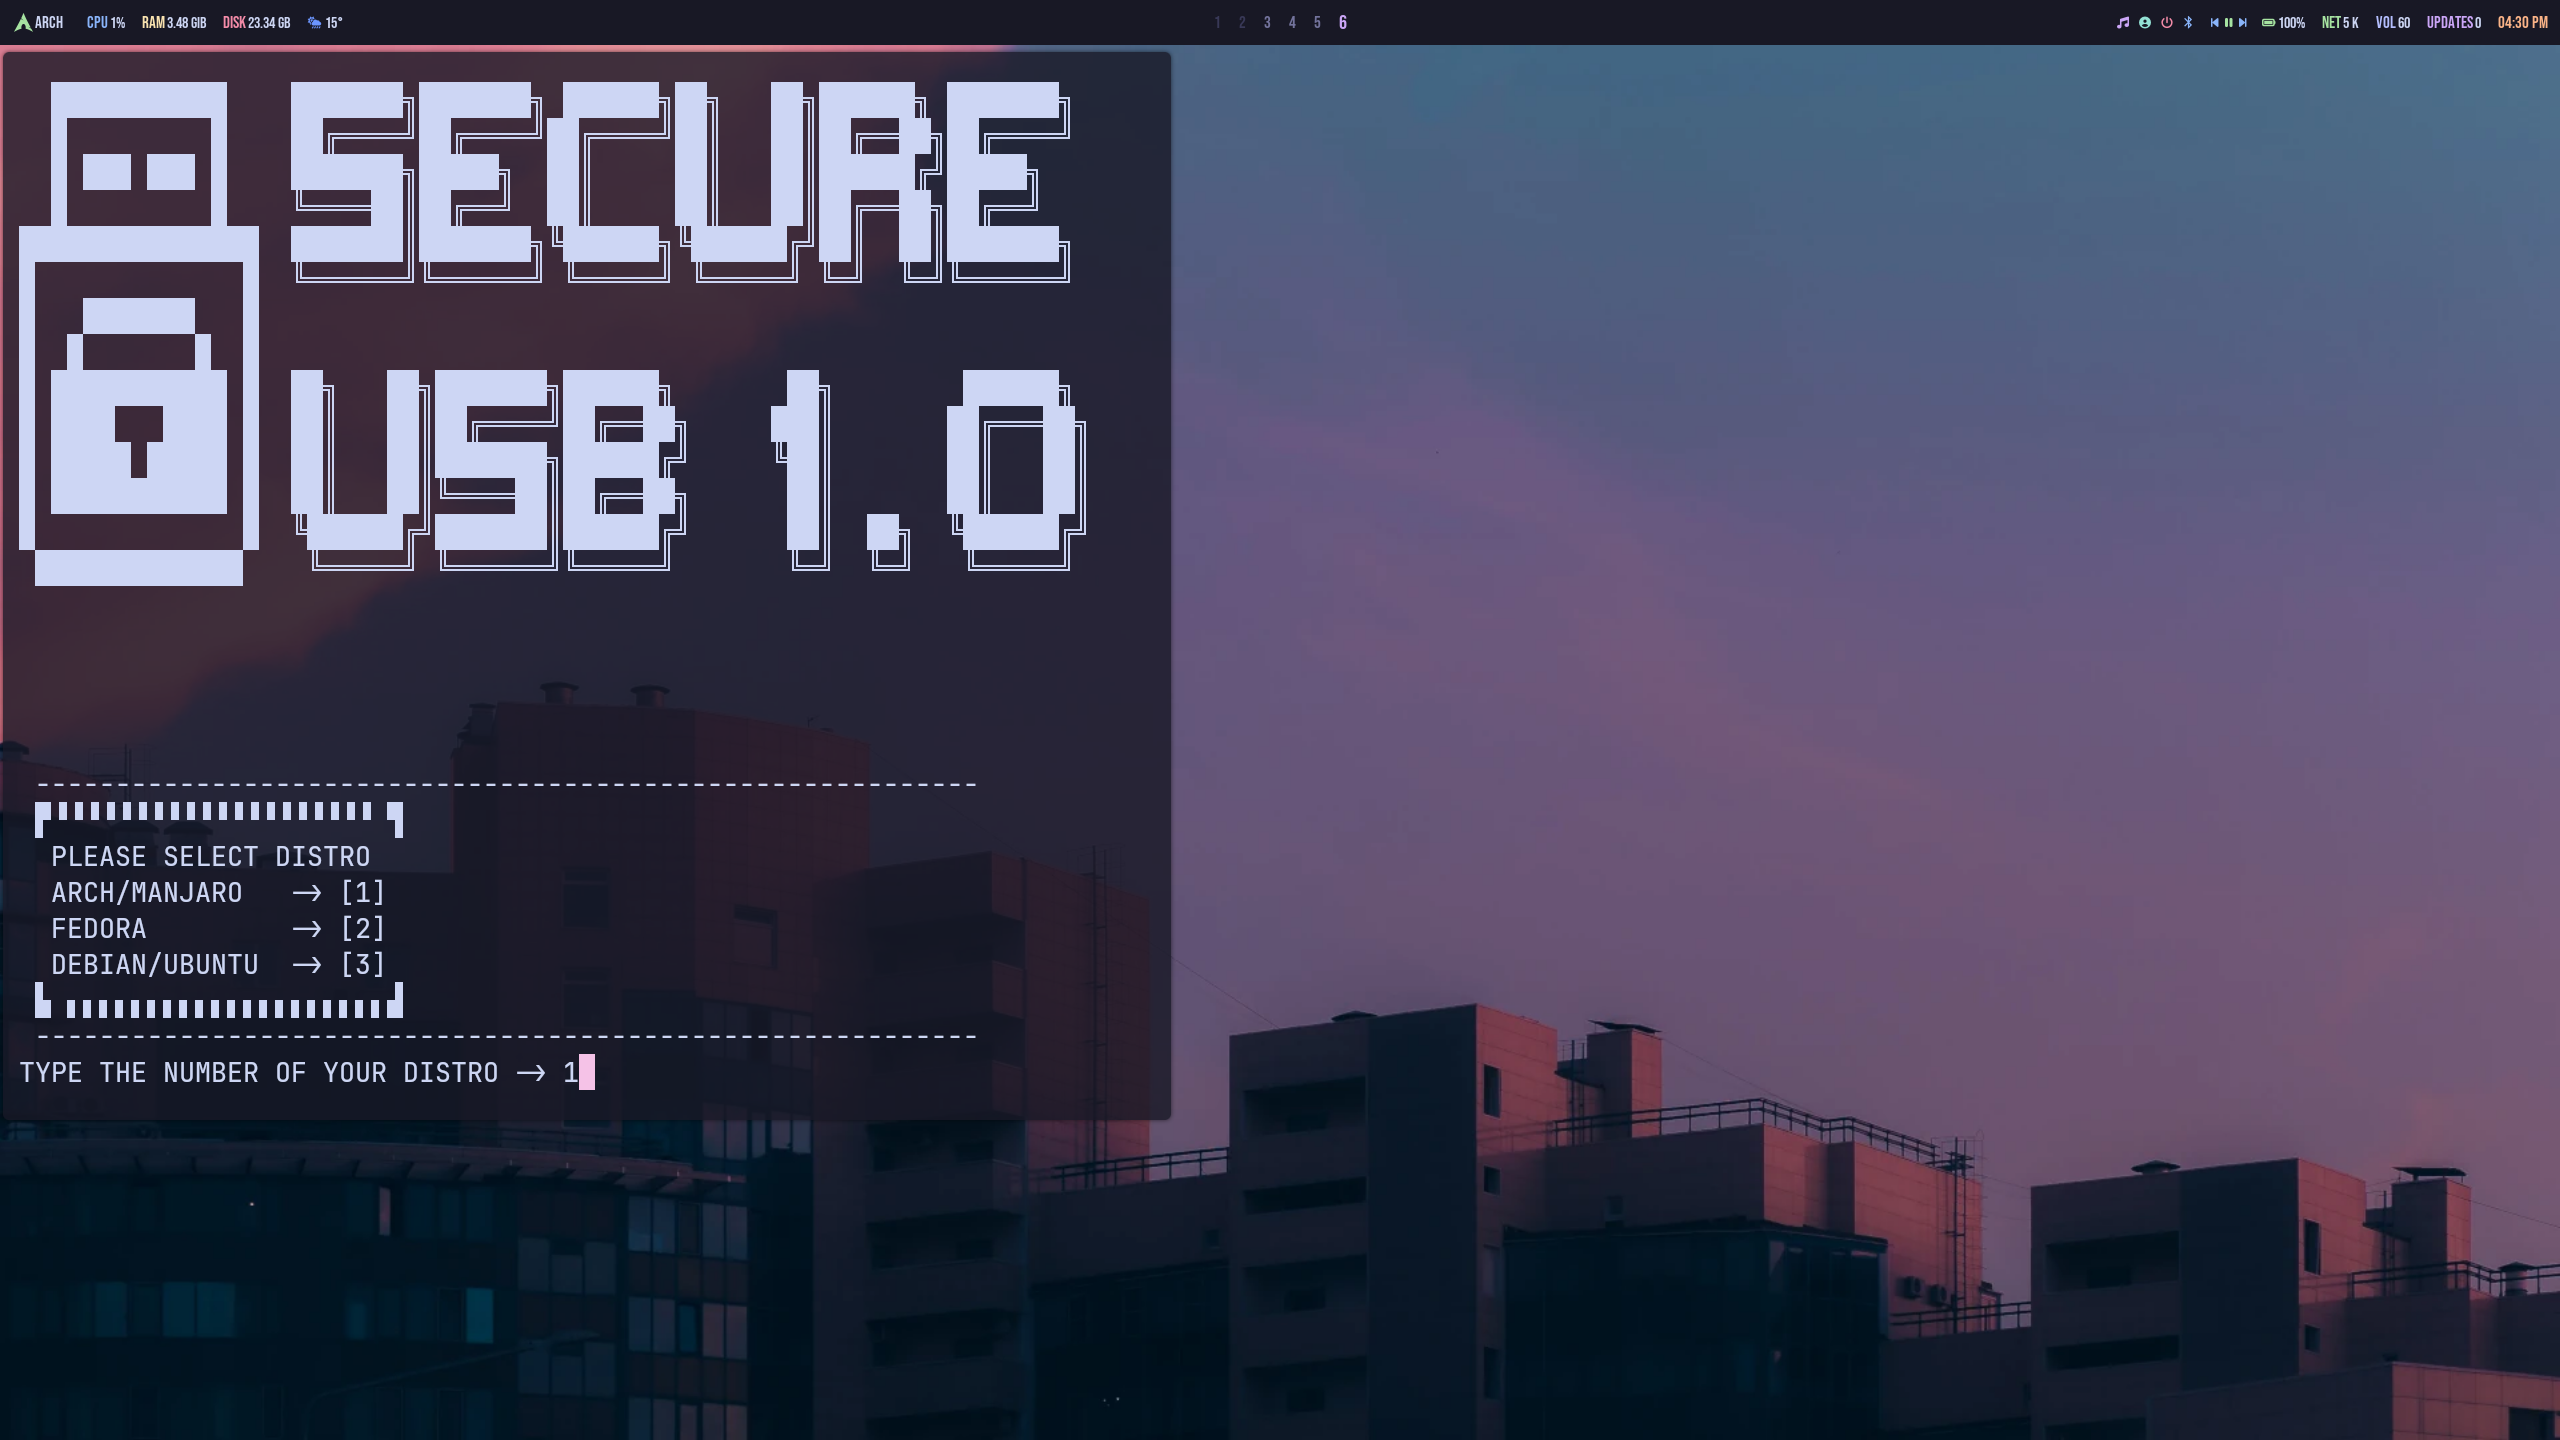 ARCH CPU 1% RAM 3.48 GIB DISK 23.34 GB 15° 1 2 3 4 5 6 100% NET 5 K VOL 60 UPDATES 0 04:30 PM
SECURE
USB 1.0
------------------------------------------------------------
PLEASE SELECT DISTRO
ARCH/MANJARO --> [1]
FEDORA --> [2]
DEBIAN/UBUNTU --> [3]
------------------------------------------------------------
TYPE THE NUMBER OF YOUR DISTRO --> 1